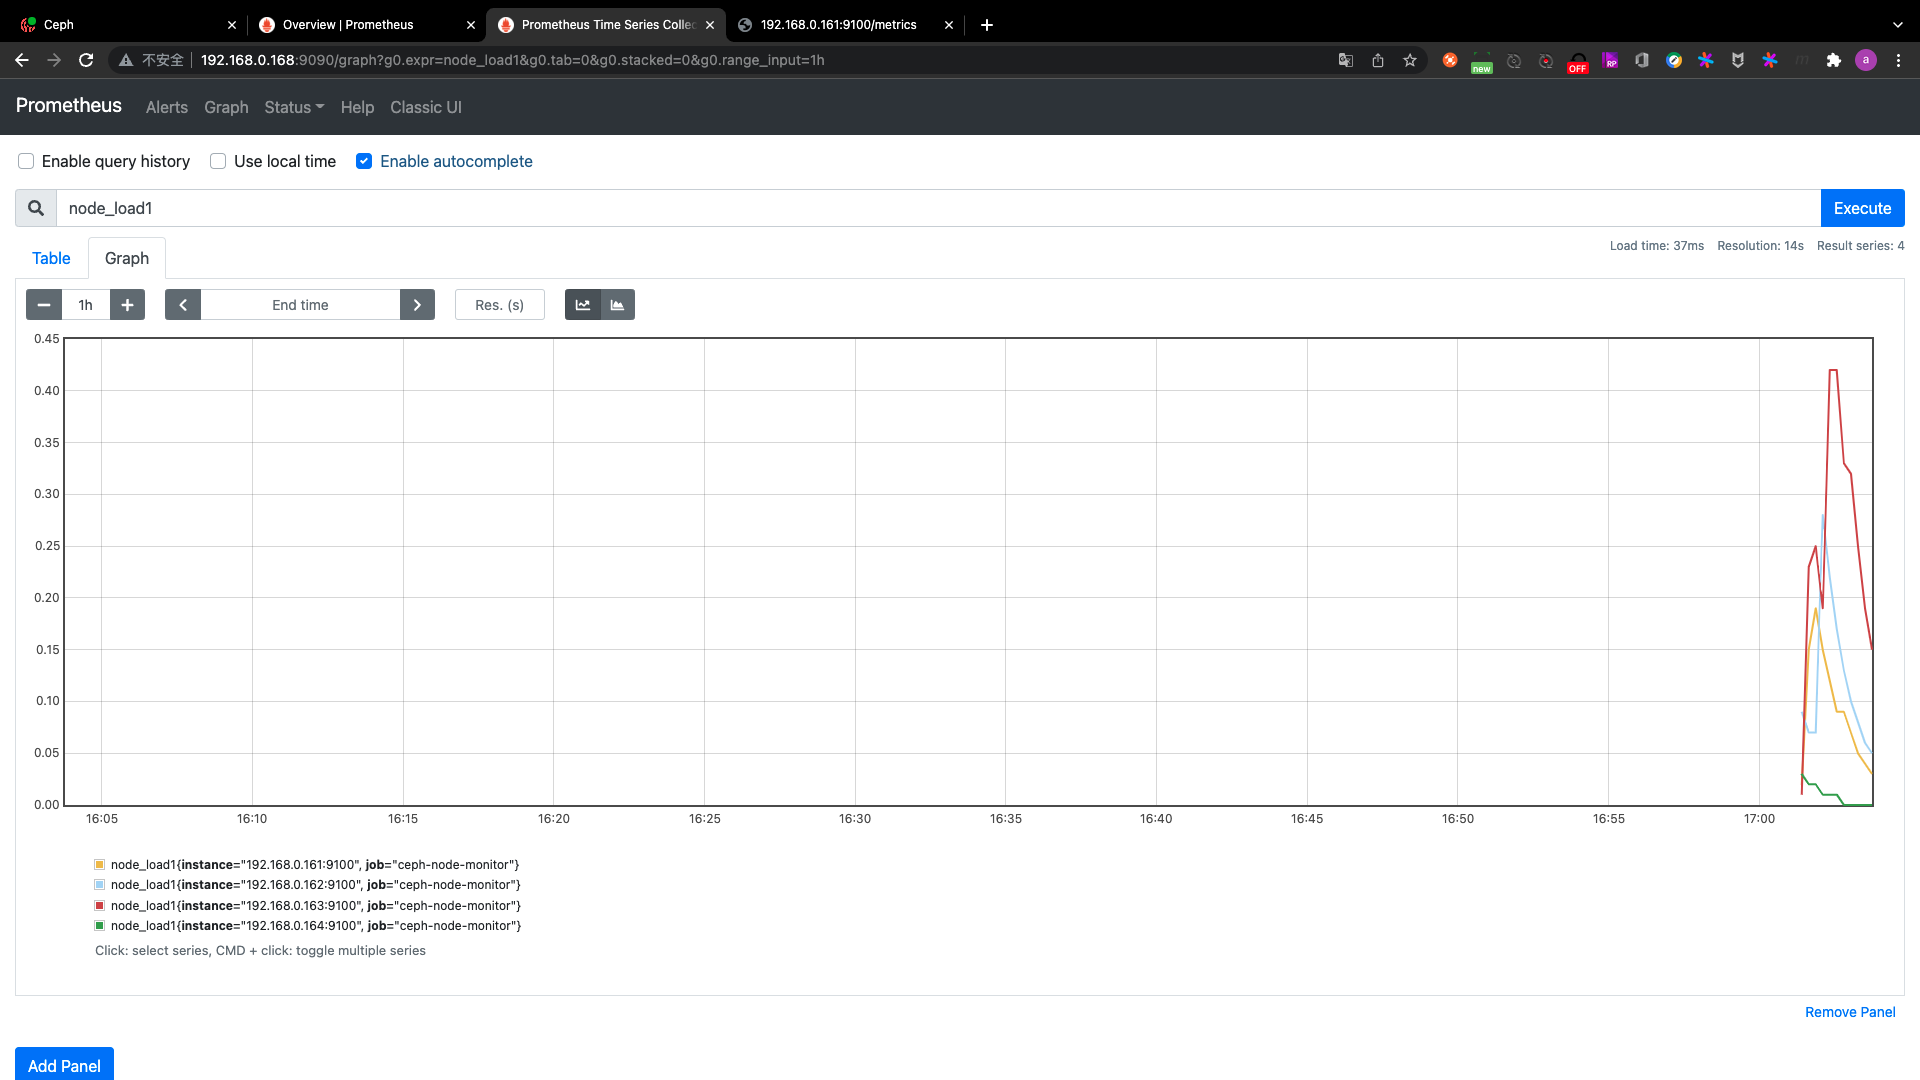 Ceph
Overview | Prometheus
Prometheus Time Series Collec
192.168.0.161:9100/metrics
不安全
192.168.0.168:9090/graph?g0.expr=node_load1&g0.tab=0&g0.stacked=0&g0.range_input=1h
new
OFF
RP
a
Prometheus
Alerts
Graph
Status
Help
Classic UI
Enable query history
Use local time
Enable autocomplete
node_load1
Execute
Table
Graph
Load time: 37ms
Resolution: 14s
Result series: 4
1h
End time
Res. (s)
0.45
0.40
0.35
0.30
0.25
0.20
0.15
0.10
0.05
0.00
16:05
16:10
16:15
16:20
16:25
16:30
16:35
16:40
16:45
16:50
16:55
17:00
node_load1{instance="192.168.0.161:9100", job="ceph-node-monitor"}
node_load1{instance="192.168.0.162:9100", job="ceph-node-monitor"}
node_load1{instance="192.168.0.163:9100", job="ceph-node-monitor"}
node_load1{instance="192.168.0.164:9100", job="ceph-node-monitor"}
Click: select series, CMD + click: toggle multiple series
Remove Panel
Add Panel